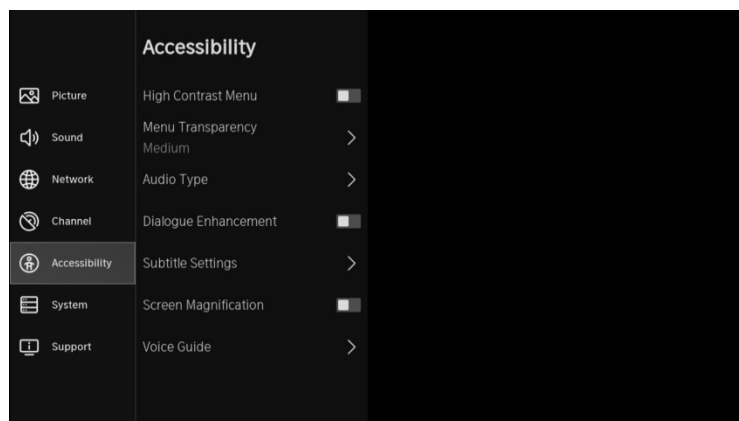 Accessibility
Picture
High Contrast Menu
Sound
Menu Transparency
Medium
Network
Audio Type
Channel
Dialogue Enhancement
Accessibility
Subtitle Settings
System
Screen Magnification
Support
Voice Guide